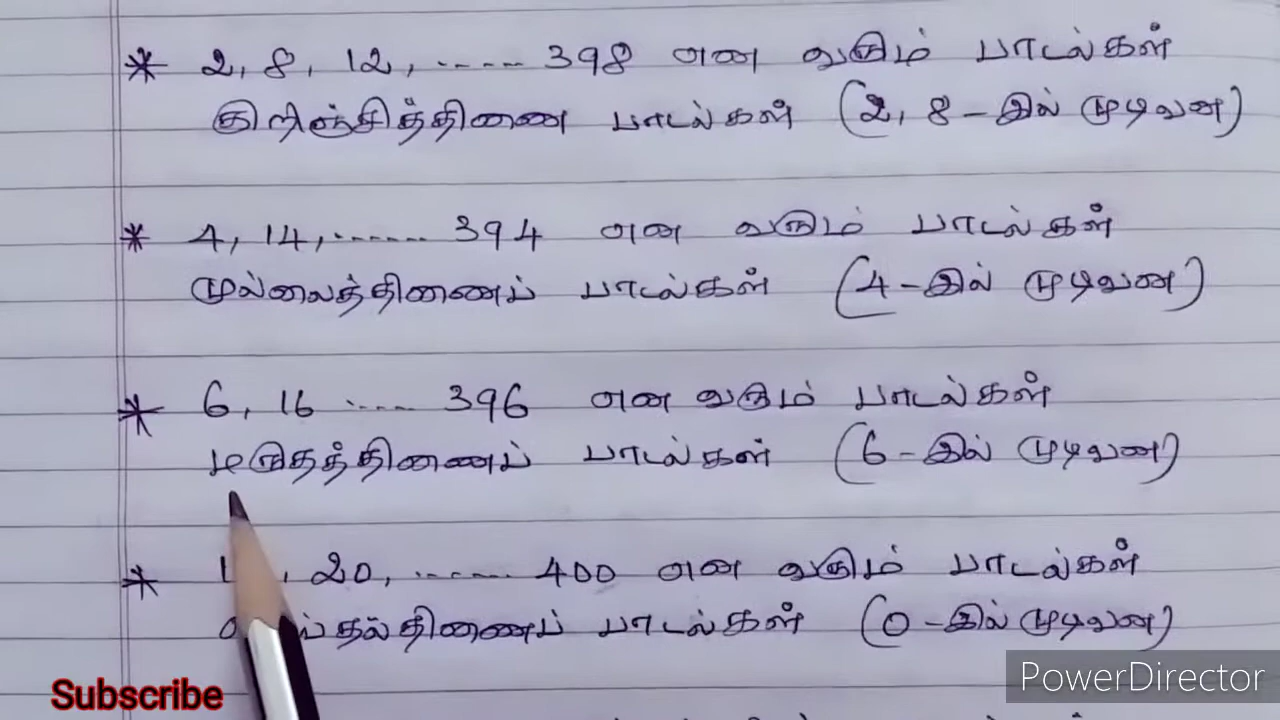 * 2, 8, 12, ..... 398 என வரும் பாடல்கள்
குறிஞ்சித்திணை பாடல்கள் (2, 8-இல் முடிவன)
* 4, 14, ...... 394 என வரும் பாடல்கள்
முல்லைத்திணைப் பாடல்கள் (4-இல் முடிவன)
* 6, 16 ..... 396 என வரும் பாடல்கள்
மருதத்திணைப் பாடல்கள் (6-இல் முடிவன)
* 20, ....... 400 என வரும் பாடல்கள்
பாடல்கள் (0-இல் முடிவன)
Subscribe
PowerDirector